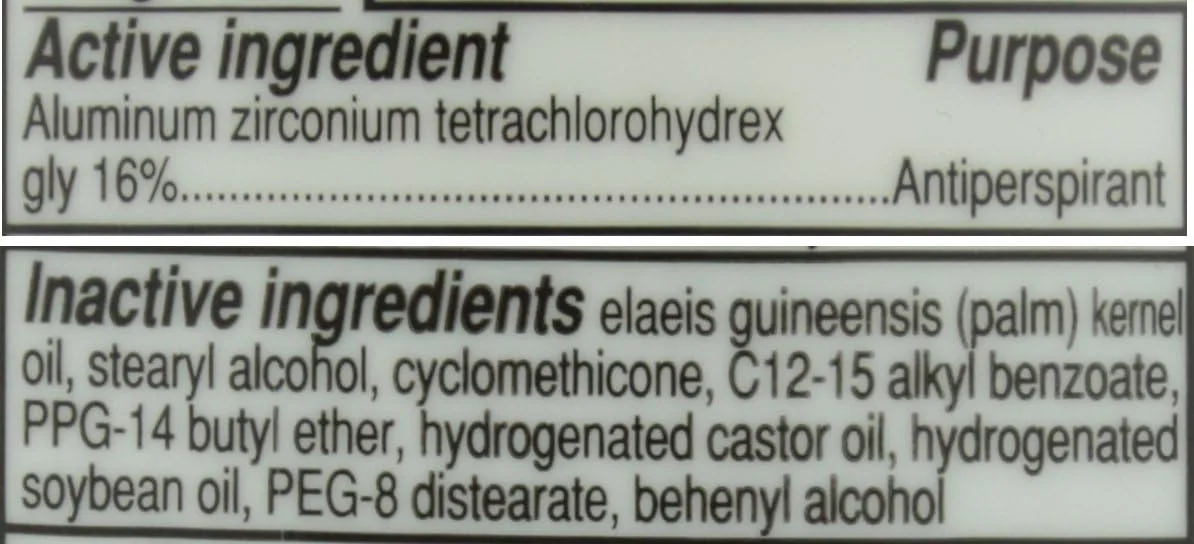 Active ingredient Purpose
Aluminum zirconium tetrachlorohydrex
gly 16%..........................................................Antiperspirant
Inactive ingredients elaeis guineensis (palm) kernel
oil, stearyl alcohol, cyclomethicone, C12-15 alkyl benzoate,
PPG-14 butyl ether, hydrogenated castor oil, hydrogenated
soybean oil, PEG-8 distearate, behenyl alcohol